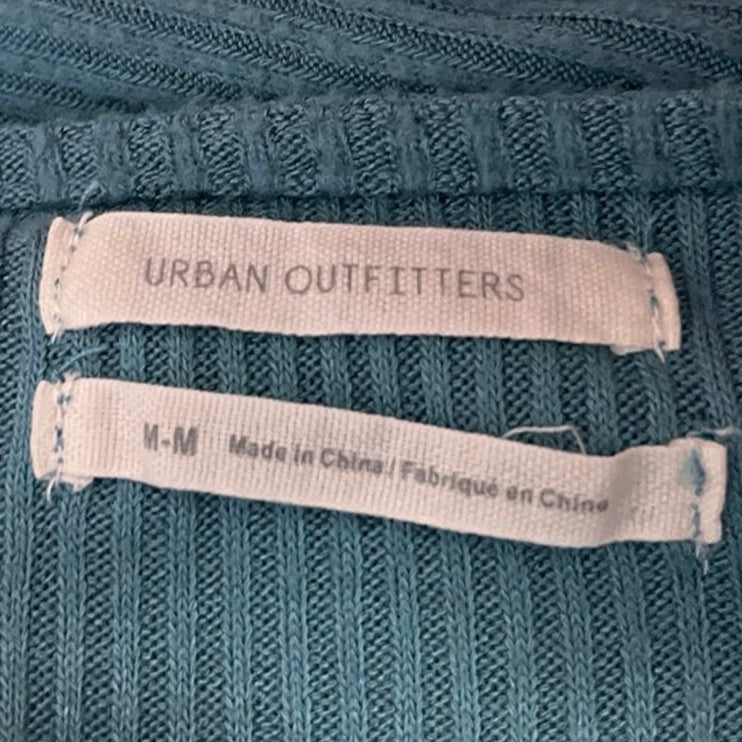 URBAN OUTFITTERS
M-M Made in China / Fabriqué en Chine